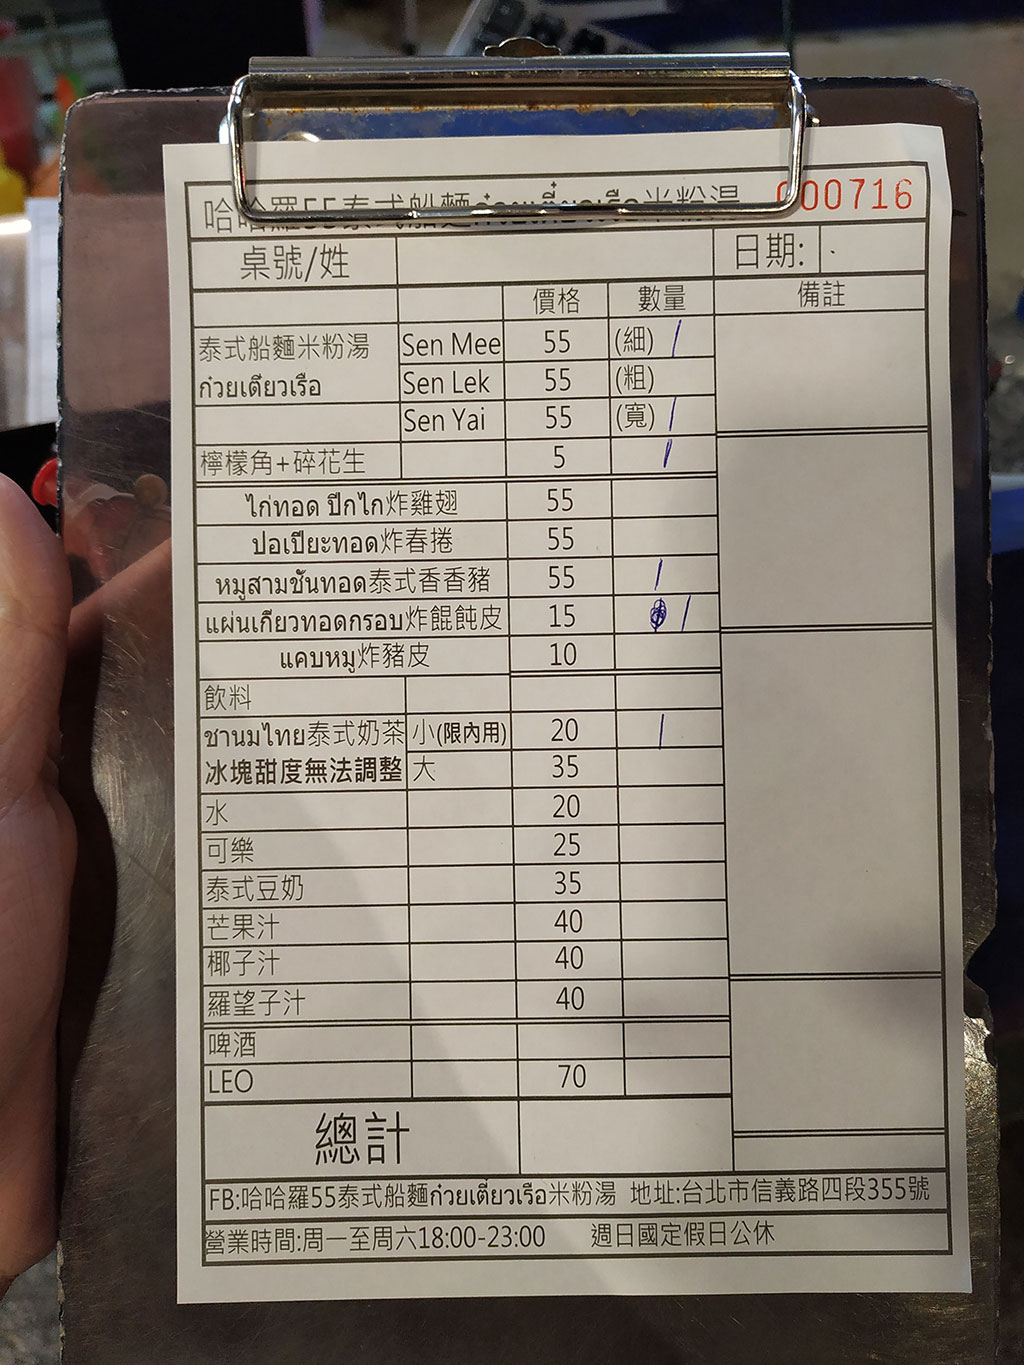 哈哈羅55泰式船麵ก๋วยเตี๋ยวเรือ米粉湯 000716
桌號/姓 日期:
價格 數量 備註
泰式船麵米粉湯 Sen Mee 55 (細) /
ก๋วยเตียวเรือ Sen Lek 55 (粗)
Sen Yai 55 (寬) /
檸檬角+碎花生 5 /
ไก่ทอด ปีกไก่炸雞翅 55
ปอเปียะทอด炸春捲 55
หมูสามชั้นทอด泰式香香豬 55 /
แผ่นเกียวทอดกรอบ炸餛飩皮 15 /
แคบหมู炸豬皮 10
飲料
ชานมไทย泰式奶茶 小(限內用) 20 /
冰塊甜度無法調整 大 35
水 20
可樂 25
泰式豆奶 35
芒果汁 40
椰子汁 40
羅望子汁 40
啤酒
LEO 70
總計
FB:哈哈羅55泰式船麵ก๋วยเตี๋ยวเรือ米粉湯 地址:台北市信義路四段355號
營業時間:周一至周六18:00-23:00 週日國定假日公休